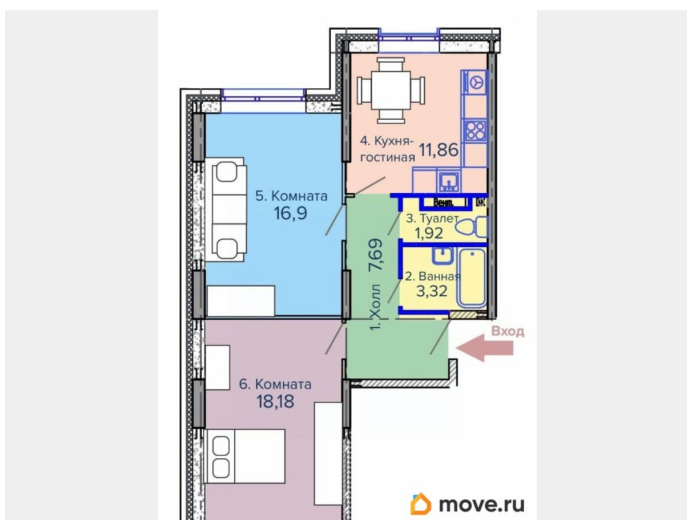 4. Кухня-
гостиная
11,86
5. Комната
16,9
Вент.
3. Туалет
1,92
7,69
1. Холл
2. Ванная
3,32
Вход
6. Комната
18,18
move.ru